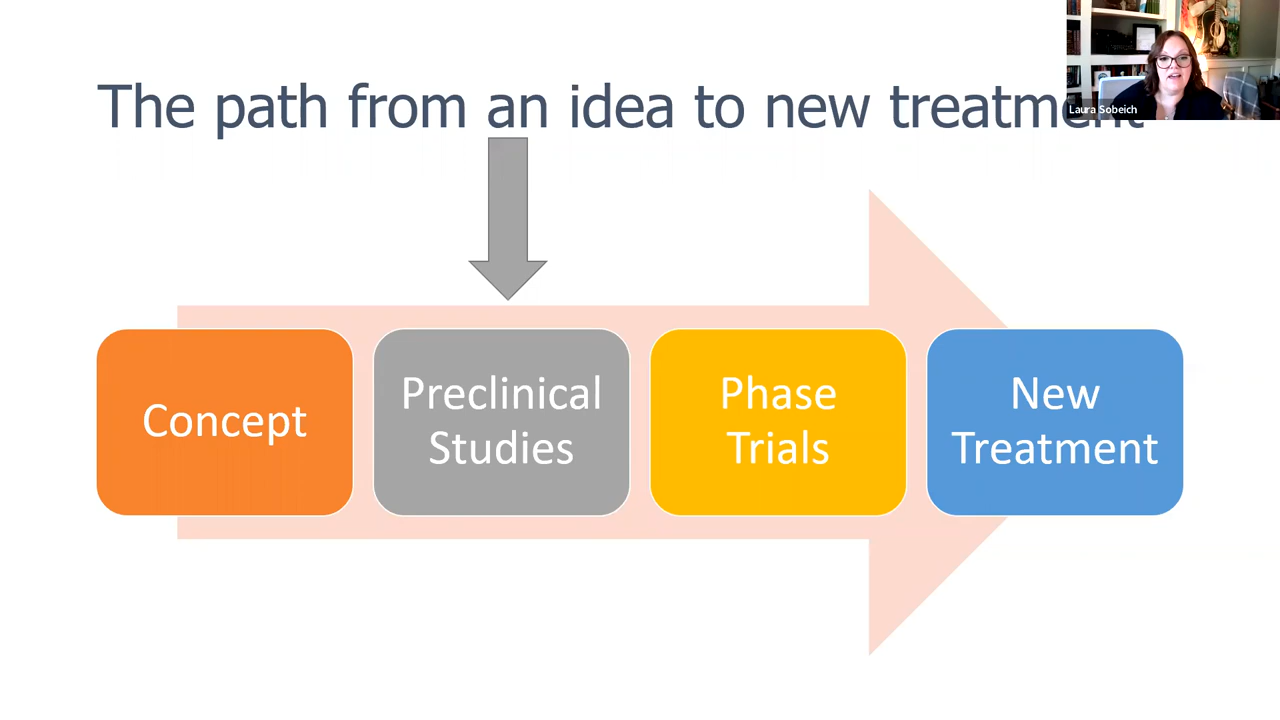 The path from an idea to new treatment
Laura Sobeich
Concept
Preclinical
Studies
Phase
Trials
New
Treatment